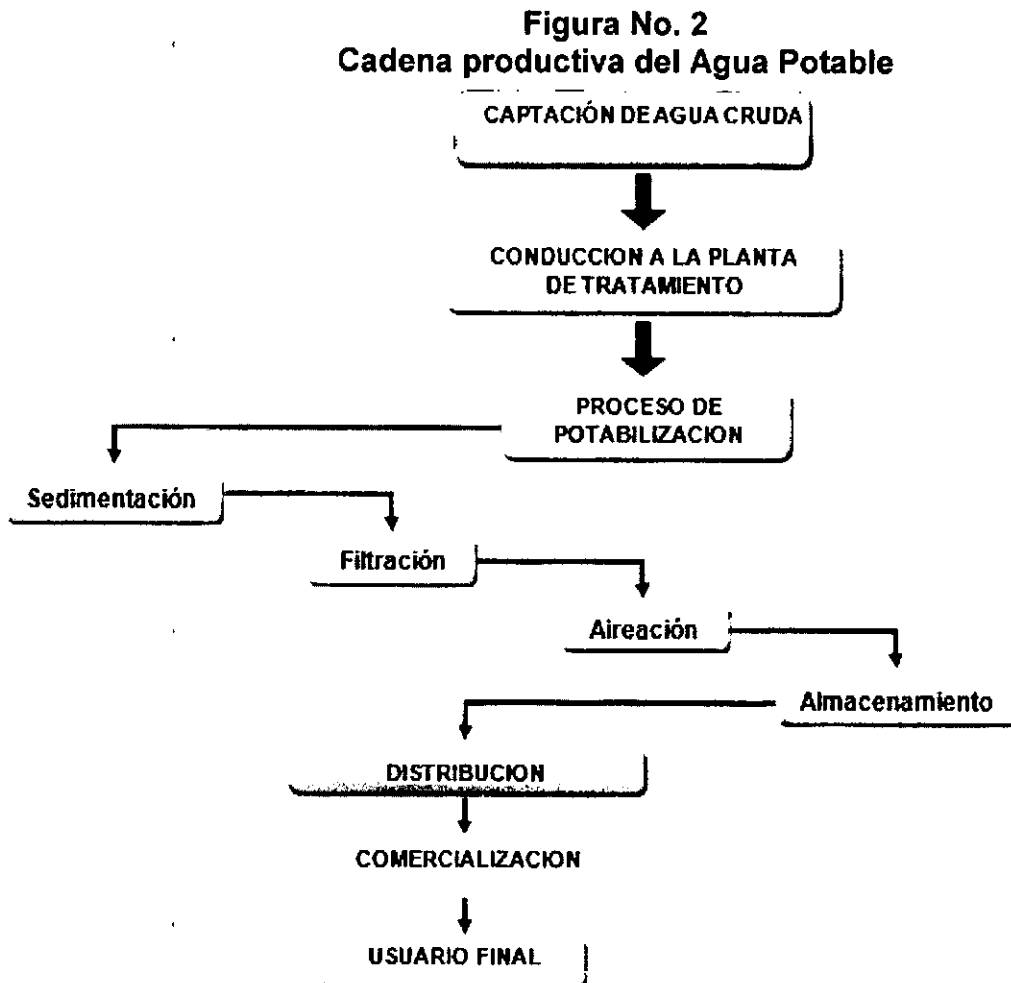 Figura No. 2
Cadena productiva del Agua Potable
CAPTACIÓN DE AGUA CRUDA
CONDUCCION A LA PLANTA
DE TRATAMIENTO
PROCESO DE
POTABILIZACION
Sedimentación
Filtración
Aireación
Almacenamiento
DISTRIBUCION
COMERCIALIZACION
USUARIO FINAL